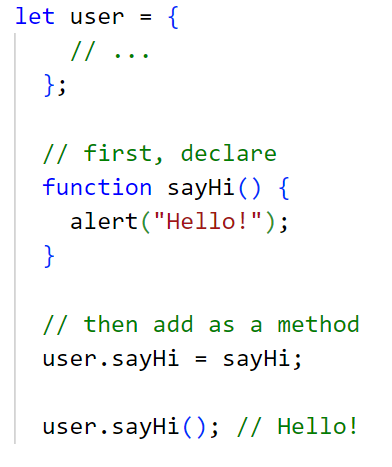 let user = {
// ...
};
// first, declare
function sayHi() {
alert("Hello!");
}
// then add as a method
user.sayHi = sayHi;
user.sayHi(); // Hello!